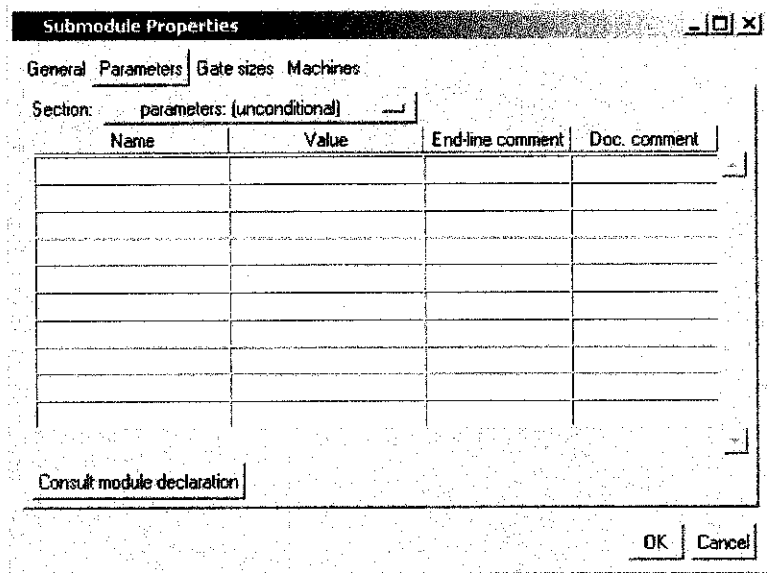 Submodule Properties
General Parameters Gate sizes Machines
Section: parameters: (unconditional)
Name Value End-line comment Doc. comment
Consult module declaration
OK Cancel